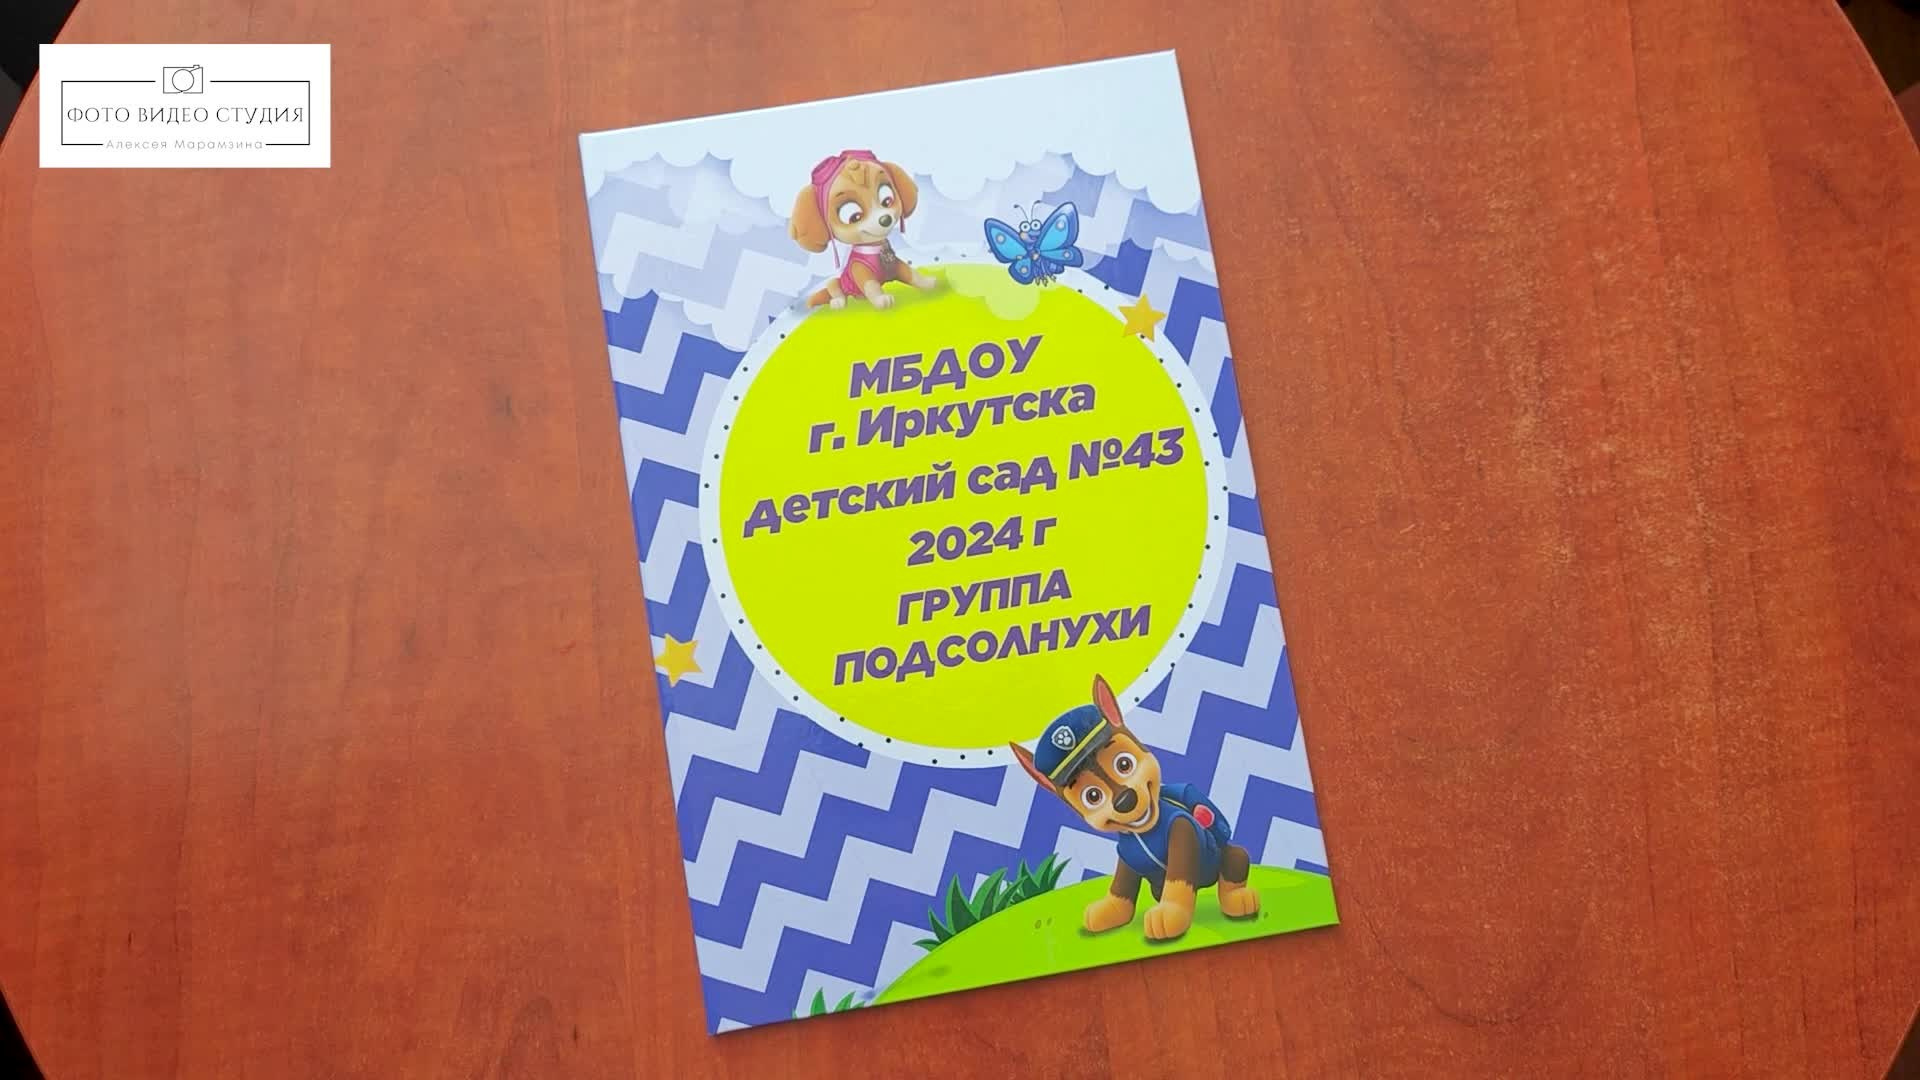 ФОТО ВИДЕО СТУДИЯ
Алексея Марамзина
МБДОУ
г. Иркутска
детский сад №43
2024 г
ГРУППА
ПОДСОЛНУХИ